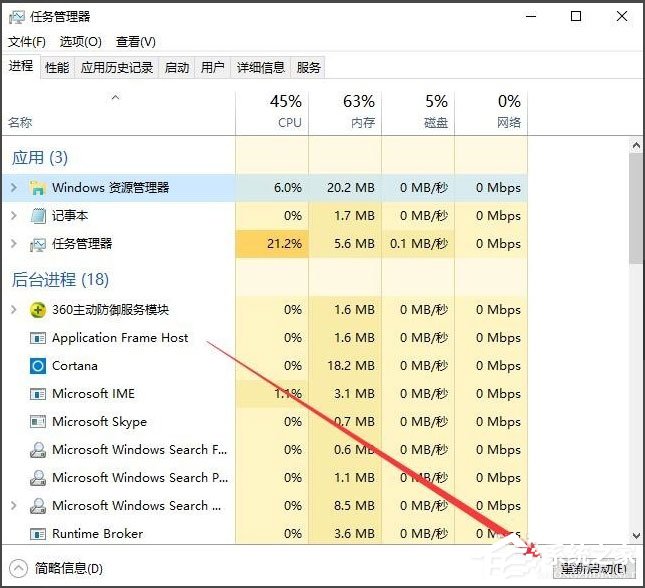 任务管理器
文件(F) 选项(O) 查看(V)
进程 性能 应用历史记录 启动 用户 详细信息 服务
45% 63% 5% 0%
名称 CPU 内存 磁盘 网络
应用 (3)
Windows 资源管理器 6.0% 20.2 MB 0 MB/秒 0 Mbps
记事本 0% 1.7 MB 0 MB/秒 0 Mbps
任务管理器 21.2% 5.6 MB 0.1 MB/秒 0 Mbps
后台进程 (18)
360主动防御服务模块 0% 1.6 MB 0 MB/秒 0 Mbps
Application Frame Host 0% 1.6 MB 0 MB/秒 0 Mbps
Cortana 0% 18.2 MB 0 MB/秒 0 Mbps
Microsoft IME 1.1% 3.1 MB 0 MB/秒 0 Mbps
Microsoft Skype 0% 0.7 MB 0 MB/秒 0 Mbps
Microsoft Windows Search F... 0% 0.6 MB 0 MB/秒 0 Mbps
Microsoft Windows Search P... 0% 1.1 MB 0 MB/秒 0 Mbps
Microsoft Windows Search ... 0% 8.5 MB 0 MB/秒 0 Mbps
Runtime Broker 0% 3.6 MB 0 MB/秒 0 Mbps
系统之家
简略信息(D) 重新启动(E)